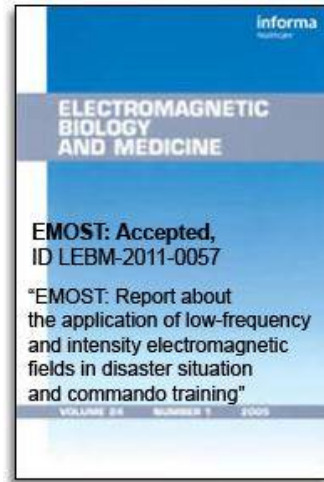 informa
healthcare
ELECTROMAGNETIC
BIOLOGY
AND MEDICINE
EMOST: Accepted,
ID LEBM-2011-0057
"EMOST: Report about
the application of low-frequency
and intensity electromagnetic
fields in disaster situation
and commando training"
VOLUME 24 NUMBER 1 2005